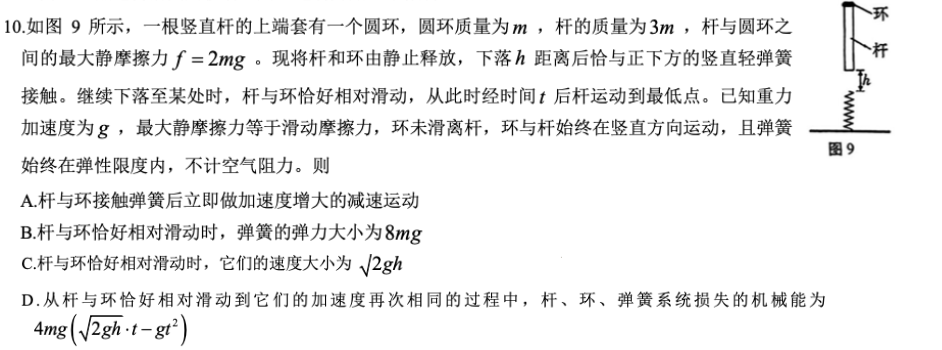 10.如图 9 所示，一根竖直杆的上端套有一个圆环，圆环质量为m，杆的质量为3m，杆与圆环之
间的最大静摩擦力 f = 2mg 。现将杆和环由静止释放，下落h 距离后恰与正下方的竖直轻弹簧
接触。继续下落至某处时，杆与环恰好相对滑动，从此时经时间t 后杆运动到最低点。已知重力
加速度为g ，最大静摩擦力等于滑动摩擦力，环未滑离杆，环与杆始终在竖直方向运动，且弹簧
始终在弹性限度内，不计空气阻力。则
A.杆与环接触弹簧后立即做加速度增大的减速运动
B.杆与环恰好相对滑动时，弹簧的弹力大小为8mg
C.杆与环恰好相对滑动时，它们的速度大小为 √2gh
D.从杆与环恰好相对滑动到它们的加速度再次相同的过程中，杆、环、弹簧系统损失的机械能为
4mg(√2gh·t−gt²)
环
杆
h
图9